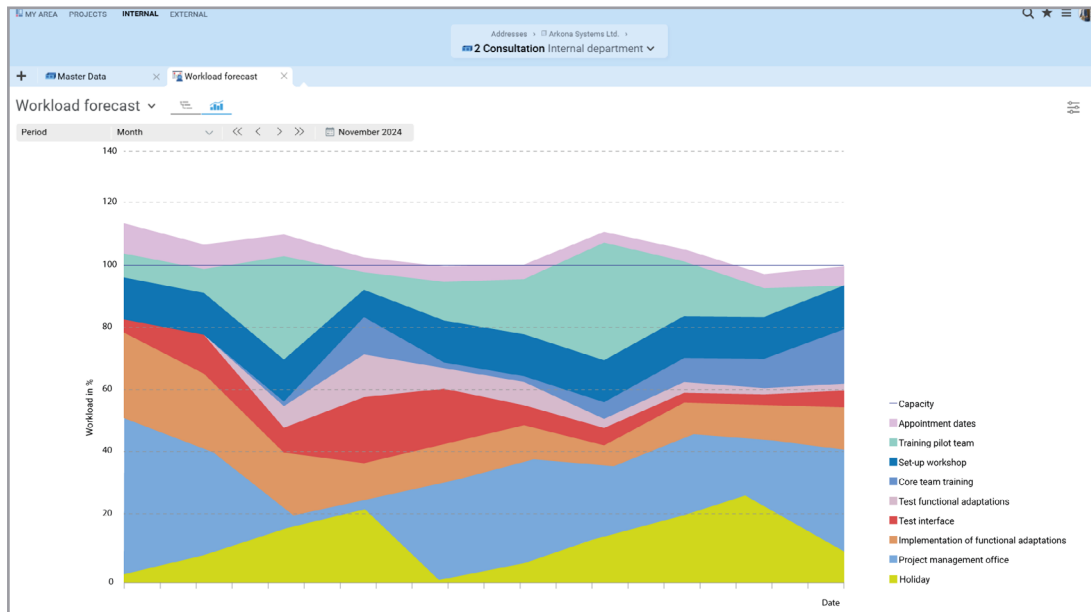 MY AREA PROJECTS INTERNAL EXTERNAL
Addresses › Arkona Systems Ltd. ›
2 Consultation Internal department
+ Master Data × Workload forecast ×
Workload forecast
Period Month << < > >> November 2024
140
120
100
80
60
40
20
0
Workload in %
Date
Capacity
Appointment dates
Training pilot team
Set-up workshop
Core team training
Test functional adaptations
Test interface
Implementation of functional adaptations
Project management office
Holiday